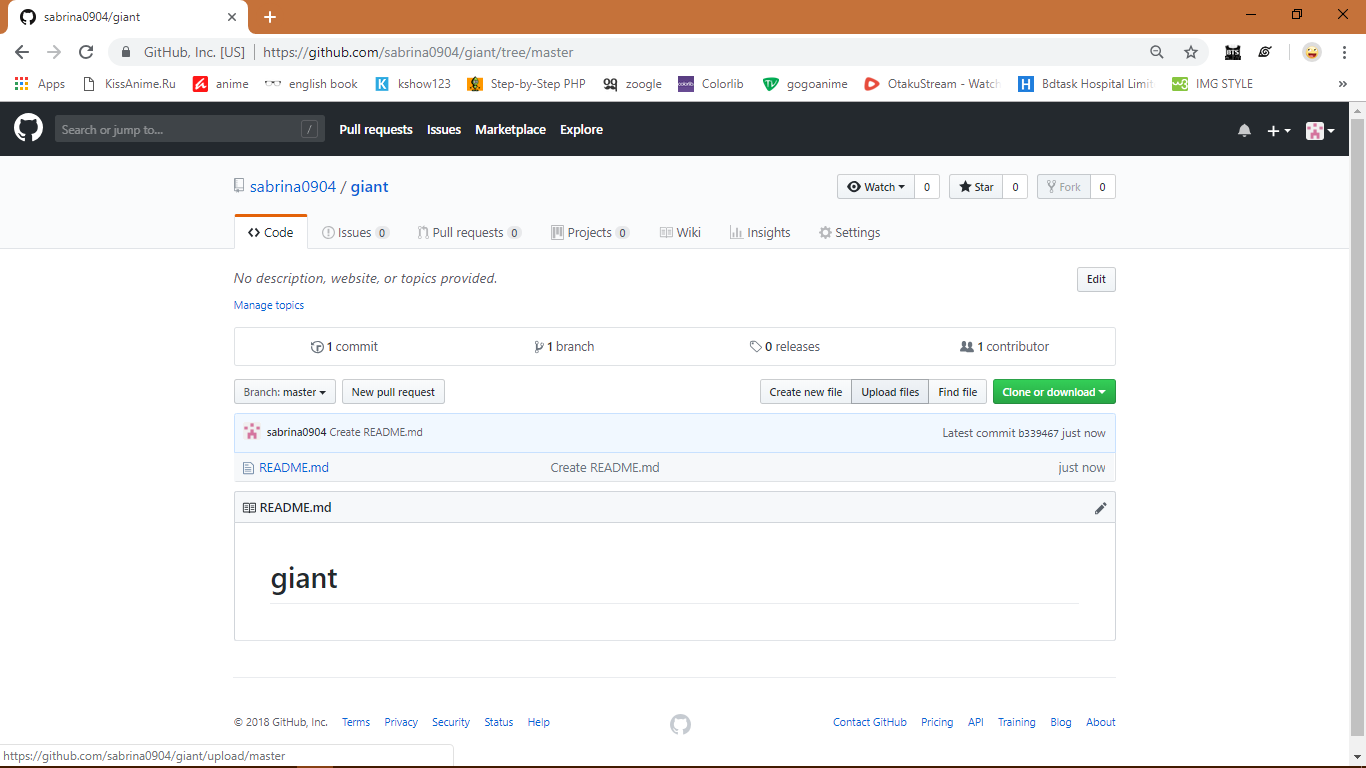 sabrina0904/giant
GitHub, Inc. [US] | https://github.com/sabrina0904/giant/tree/master
Apps KissAnime.Ru anime english book kshow123 Step-by-Step PHP zoogle Colorlib gogoanime OtakuStream - Watch Bdtask Hospital Limit IMG STYLE »
Search or jump to... / Pull requests Issues Marketplace Explore
sabrina0904 / giant Watch 0 Star 0 Fork 0
Code Issues 0 Pull requests 0 Projects 0 Wiki Insights Settings
No description, website, or topics provided. Edit
Manage topics
1 commit 1 branch 0 releases 1 contributor
Branch: master New pull request Create new file Upload files Find file Clone or download
sabrina0904 Create README.md Latest commit b339467 just now
README.md Create README.md just now
README.md
giant
© 2018 GitHub, Inc. Terms Privacy Security Status Help Contact GitHub Pricing API Training Blog About
https://github.com/sabrina0904/giant/upload/master